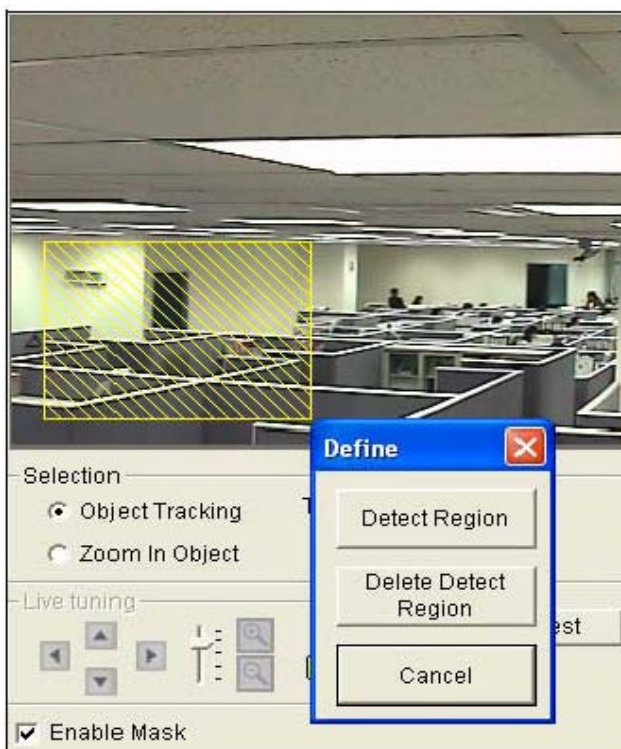 Define
Selection
Object Tracking
Zoom In Object
Detect Region
Delete Detect
Region
Cancel
Live tuning
Enable Mask